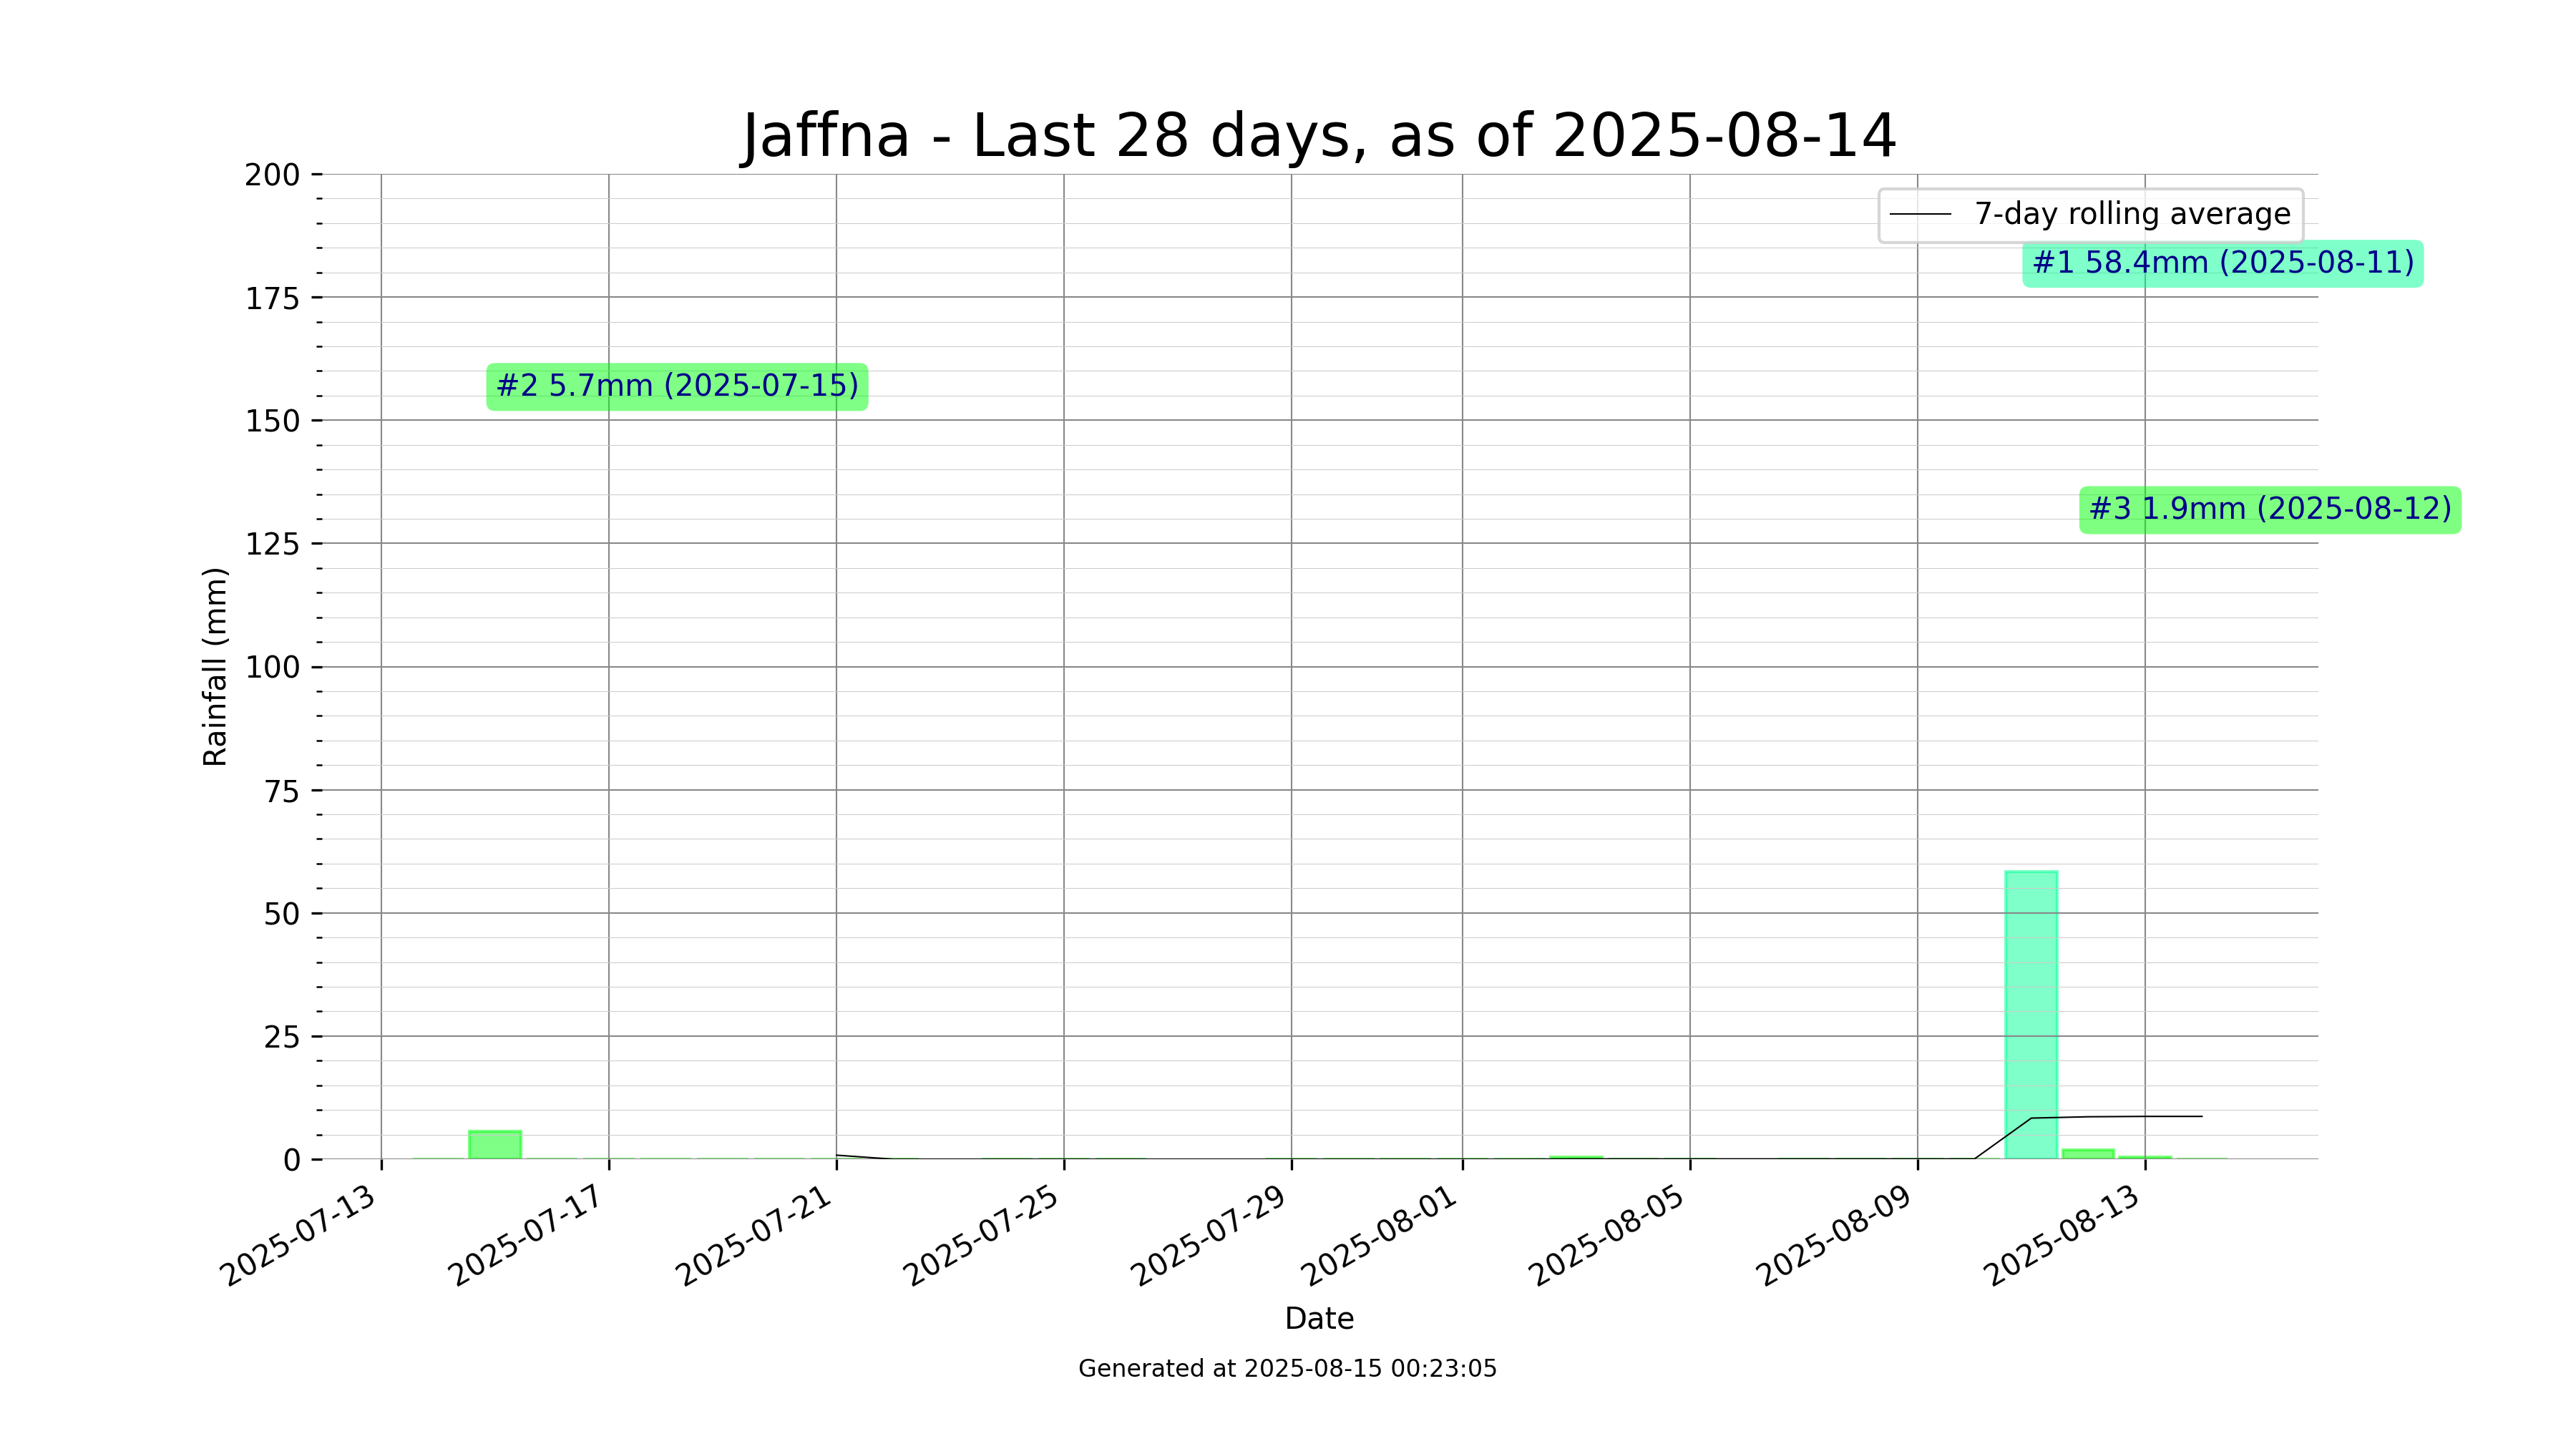 Jaffna - Last 28 days, as of 2025-08-14
7-day rolling average
#1 58.4mm (2025-08-11)
#2 5.7mm (2025-07-15)
#3 1.9mm (2025-08-12)
Rainfall (mm)
200
175
150
125
100
75
50
25
0
2025-07-13
2025-07-17
2025-07-21
2025-07-25
2025-07-29
2025-08-01
2025-08-05
2025-08-09
2025-08-13
Date
Generated at 2025-08-15 00:23:05